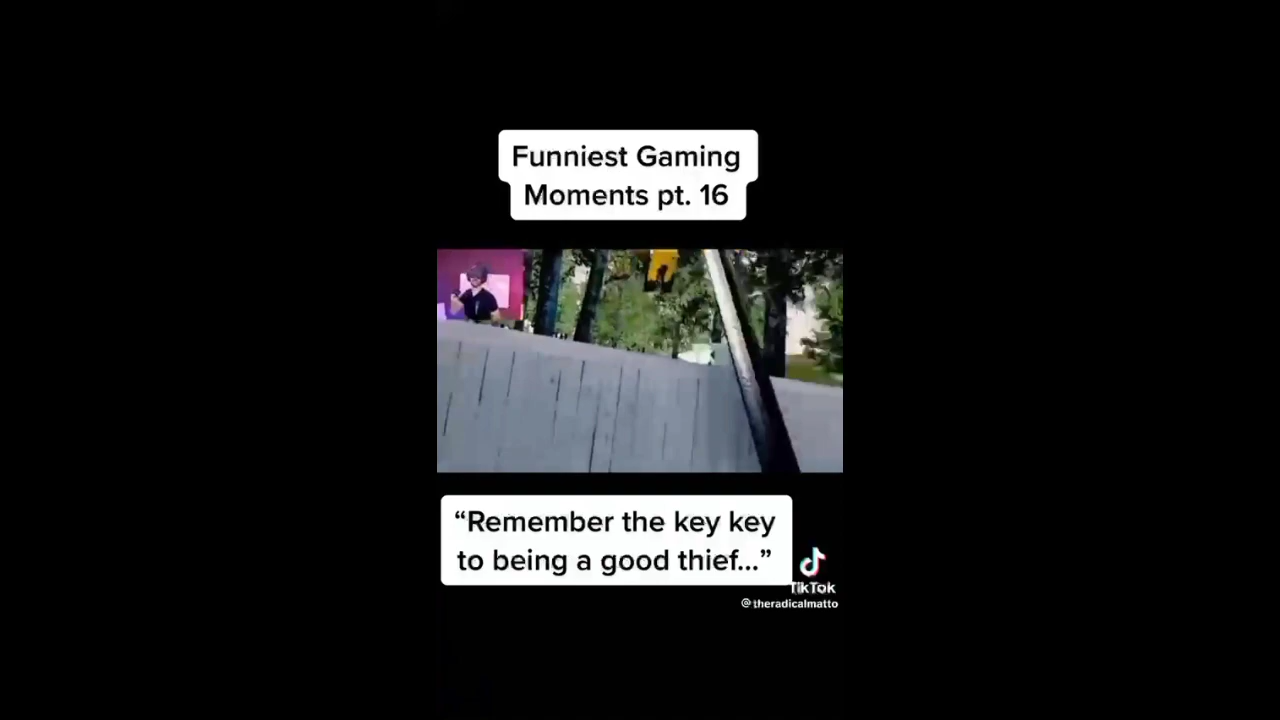 Funniest Gaming
Moments pt. 16
“Remember the key key
to being a good thief...”
TikTok
@theradicalmatto